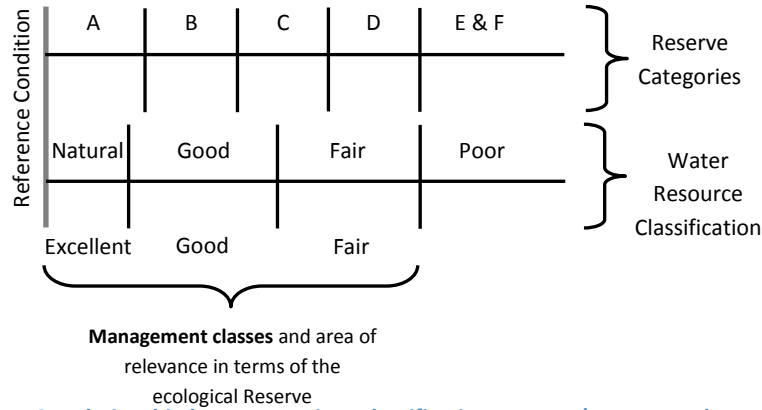 A B C D E & F
Reserve
Categories
Reference Condition
Natural Good Fair Poor
Water
Resource
Classification
Excellent Good Fair
Management classes and area of
relevance in terms of the
ecological Reserve